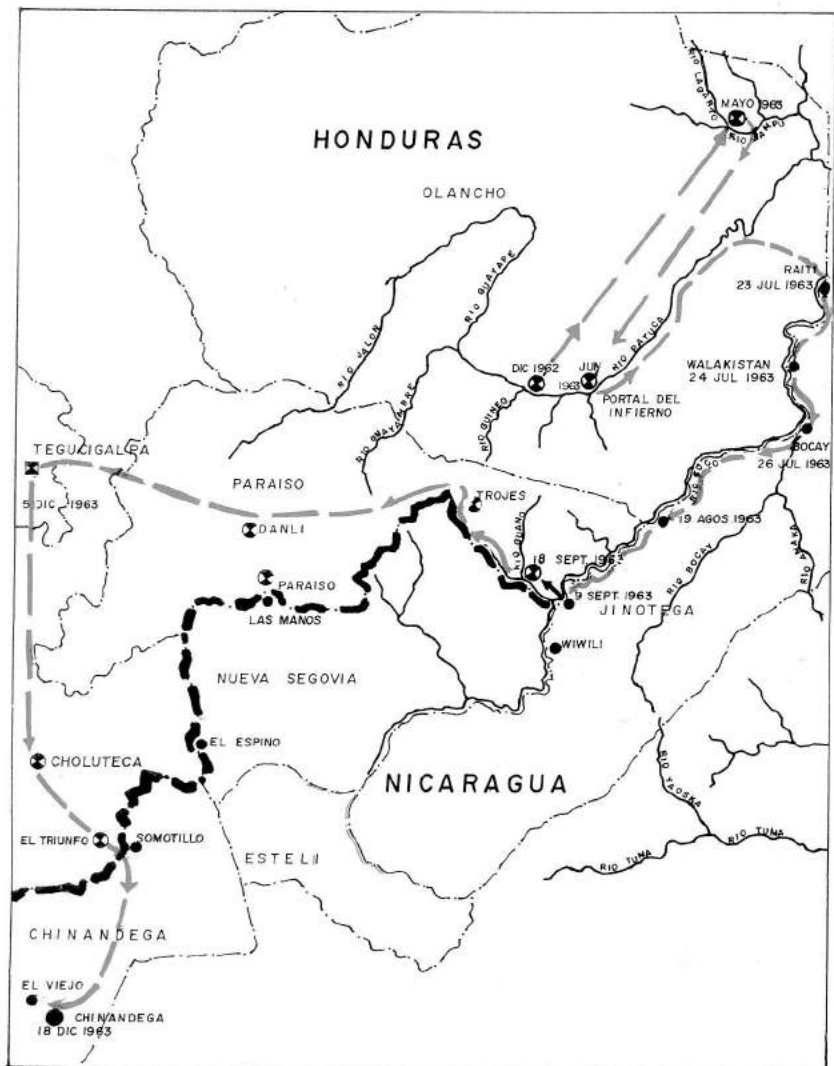 RIO LAGARTO
MAYO 1963
RIO WAMPU
HONDURAS
OLANCHO
RIO GUAYAPE
RIO JALON
RAITI
23 JUL 1963
RIO PATUCA
DIC 1962
JUN
1963
PORTAL DEL
INFIERNO
WALAKISTAN
24 JUL 1963
RIO GUINEO
RIO GUAYAMBRE
BOCAY
26 JUL 1963
TEGUCIGALPA
5 DIC. 1963
PARAISO
RIO COCO
TROJES
DANLI
19 AGOS 1963
RIO GUANO
18 SEPT. 1963
RIO BOCAY
RIO AMAKA
PARAISO
LAS MANOS
9 SEPT. 1963
JINOTEGA
WIWILI
NUEVA SEGOVIA
EL ESPINO
CHOLUTECA
NICARAGUA
RIO YAOSKA
EL TRIUNFO
SOMOTILLO
RIO TUMA
RIO TUMA
ESTELI
CHINANDEGA
EL VIEJO
CHINANDEGA
18 DIC 1963